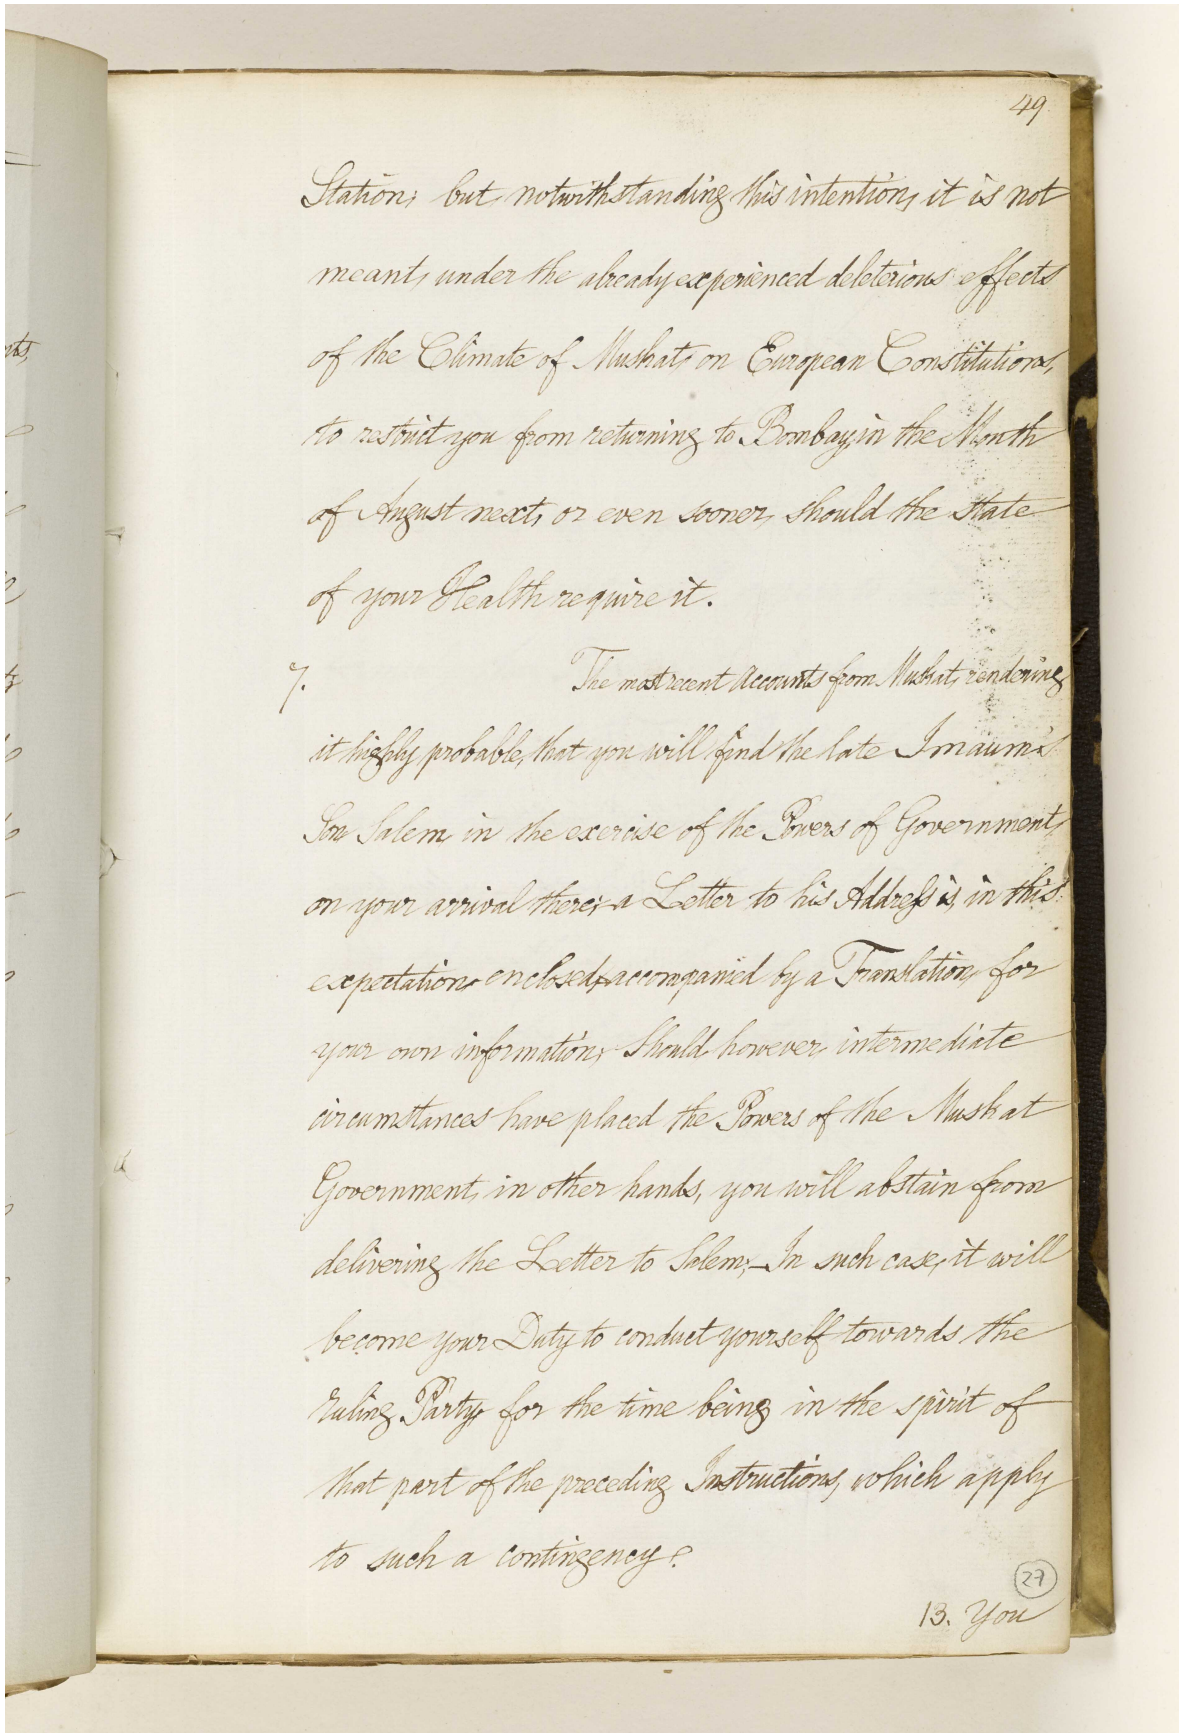 49
Station; but, notwithstanding this intention, it is not
meant, under the already experienced deleterious effects
of the Climate of Muskat, on European Constitutions,
to restrict you from returning to Bombay, in the Month
of August next, or even sooner, should the State
of your Health require it.
7. The most recent Accounts from Muskat, rendering
it highly probable, that you will find the late Imaum's
Son, Salem, in the exercise of the Powers of Government,
on your arrival there; a Letter to his Address is, in this
expectation, enclosed, accompanied by a Translation, for
your own information; Should however, intermediate
circumstances have placed the Powers of the Muskat
Government, in other hands, you will abstain from
delivering the Letter to Salem; – In such case, it will
become your Duty to conduct yourself towards the
ruling Party, for the time being in the spirit of
that part of the preceding Instructions, which apply
to such a contingency.
27
13. You